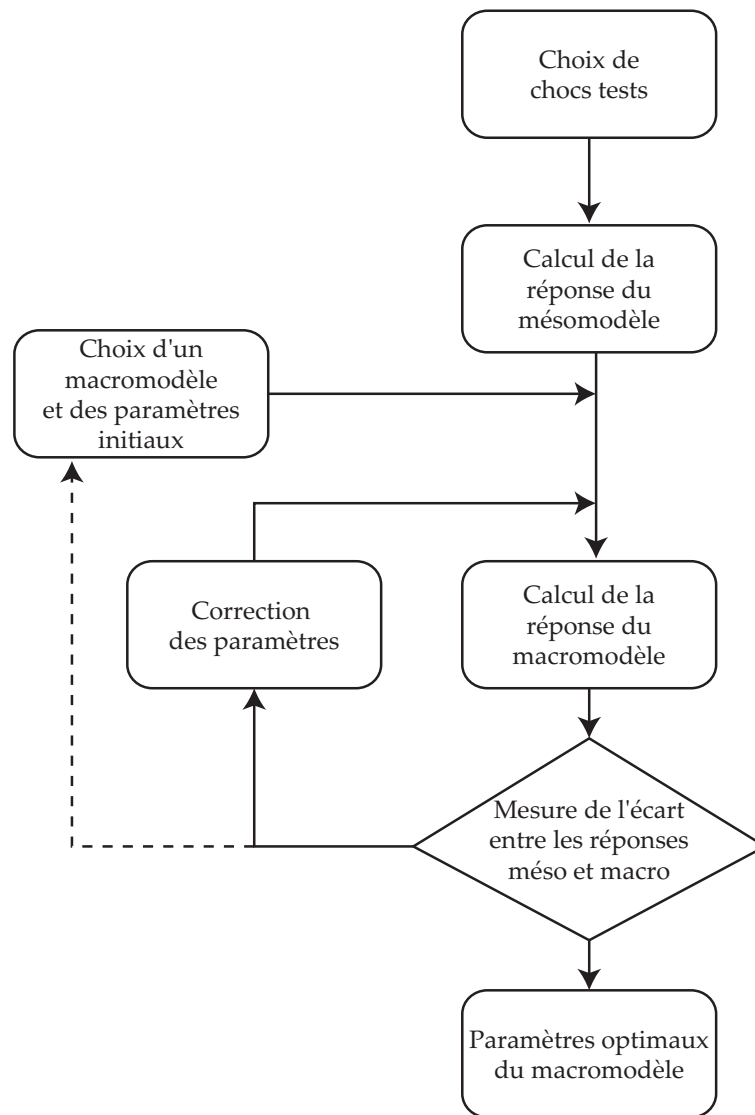 Choix de
chocs tests
Calcul de la
réponse du
mésomodèle
Choix d'un
macromodèle
et des paramètres
initiaux
Correction
des paramètres
Calcul de la
réponse du
macromodèle
Mesure de l'écart
entre les réponses
méso et macro
Paramètres optimaux
du macromodèle